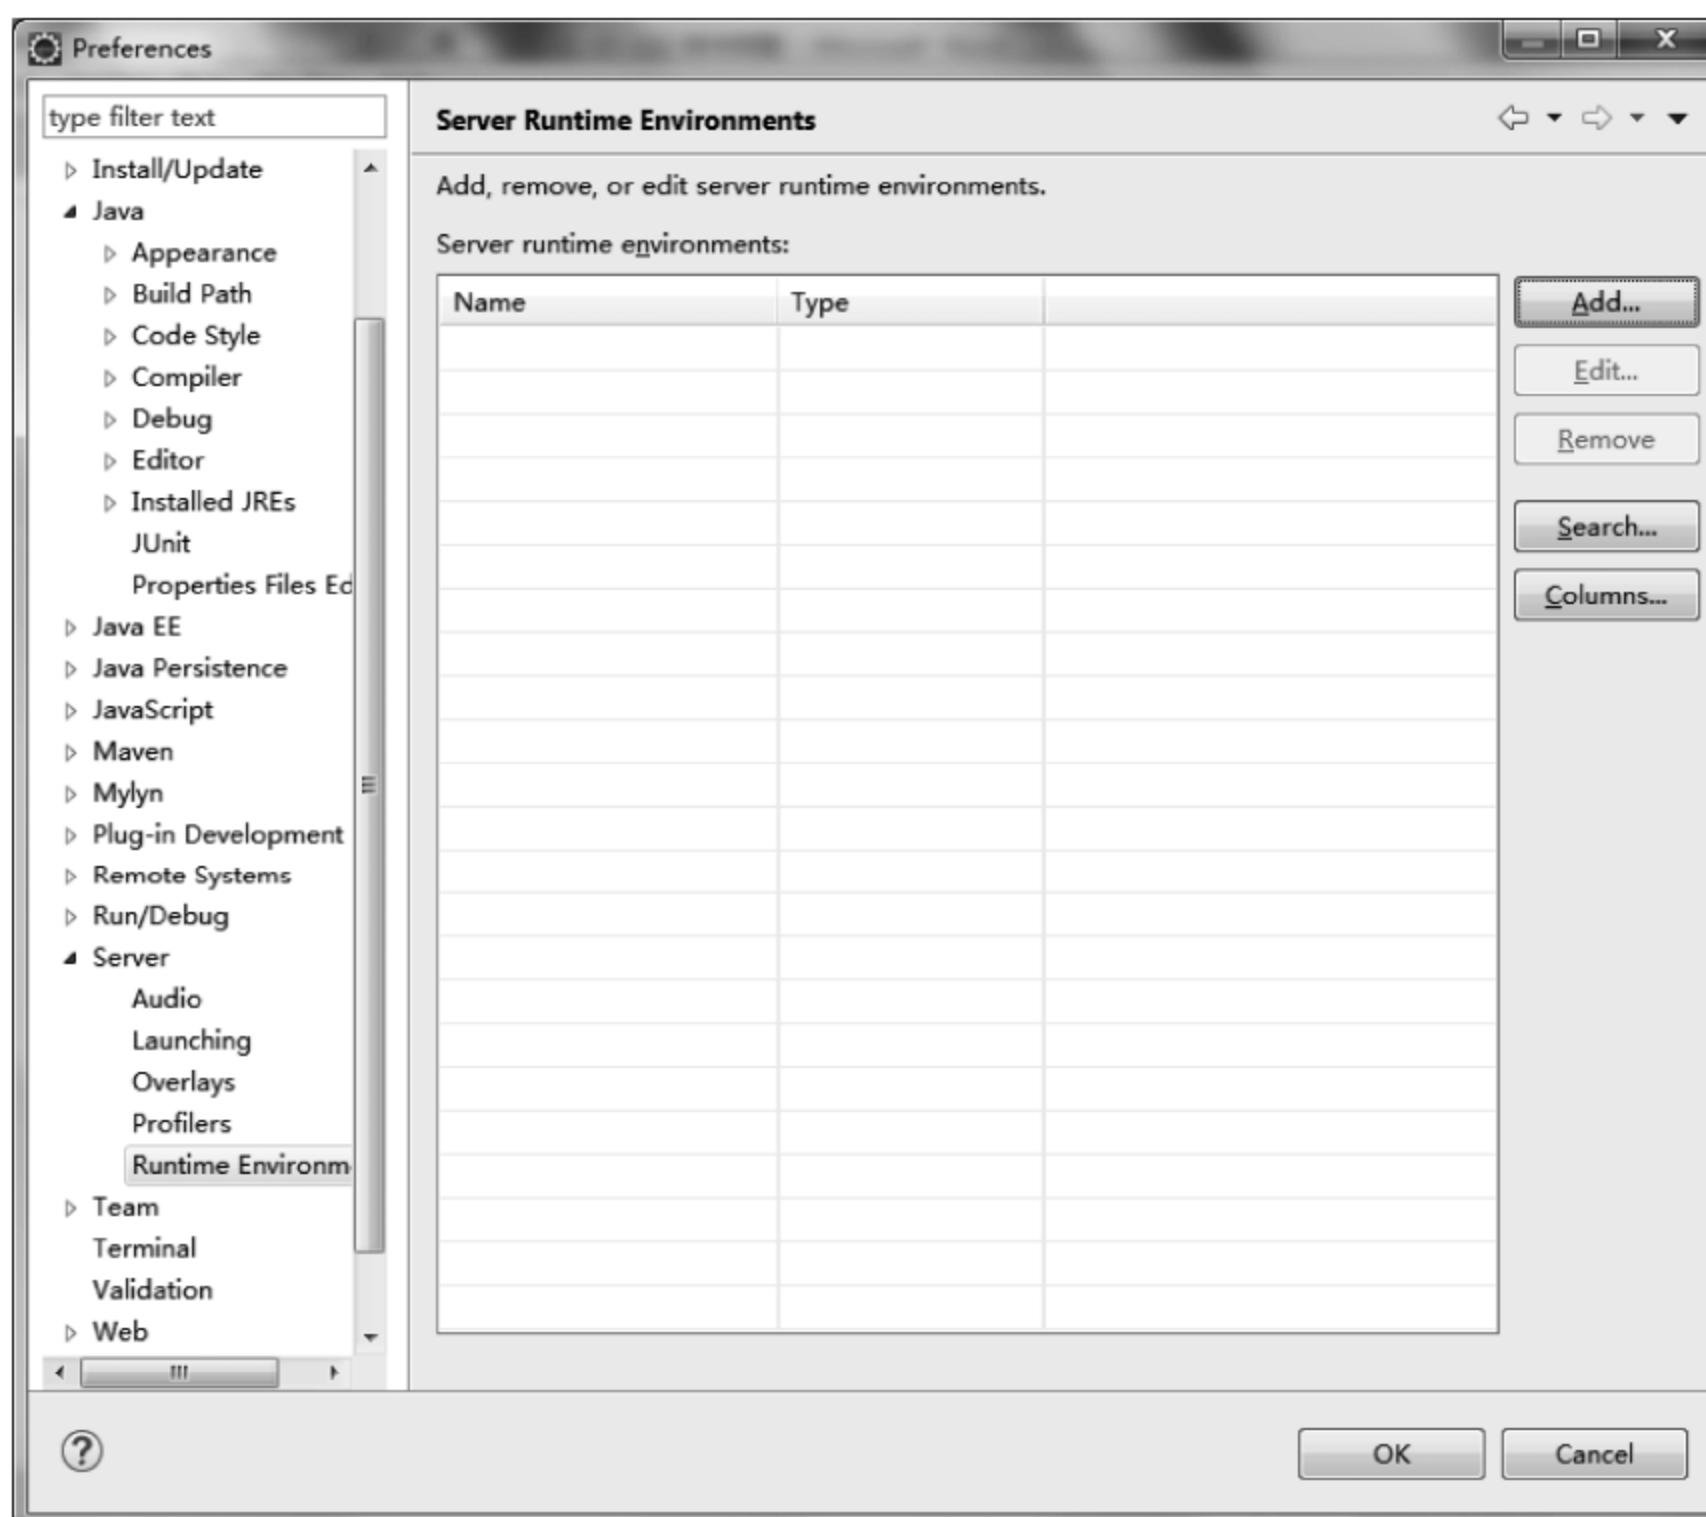 Preferences
type filter text
Install/Update
Java
Appearance
Build Path
Code Style
Compiler
Debug
Editor
Installed JREs
JUnit
Properties Files Ed
Java EE
Java Persistence
JavaScript
Maven
Mylyn
Plug-in Development
Remote Systems
Run/Debug
Server
Audio
Launching
Overlays
Profilers
Runtime Environm
Team
Terminal
Validation
Web
Server Runtime Environments
Add, remove, or edit server runtime environments.
Server runtime environments:
Name Type
Add...
Edit...
Remove
Search...
Columns...
OK Cancel